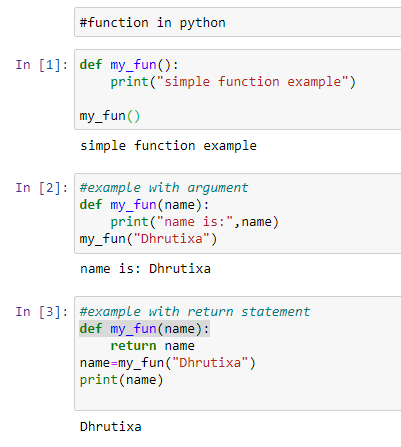 #function in python
In [1]: def my_fun():
    print("simple function example")
my_fun()
simple function example
In [2]: #example with argument
def my_fun(name):
    print("name is:",name)
my_fun("Dhrutixa")
name is: Dhrutixa
In [3]: #example with return statement
def my_fun(name):
    return name
name=my_fun("Dhrutixa")
print(name)
Dhrutixa